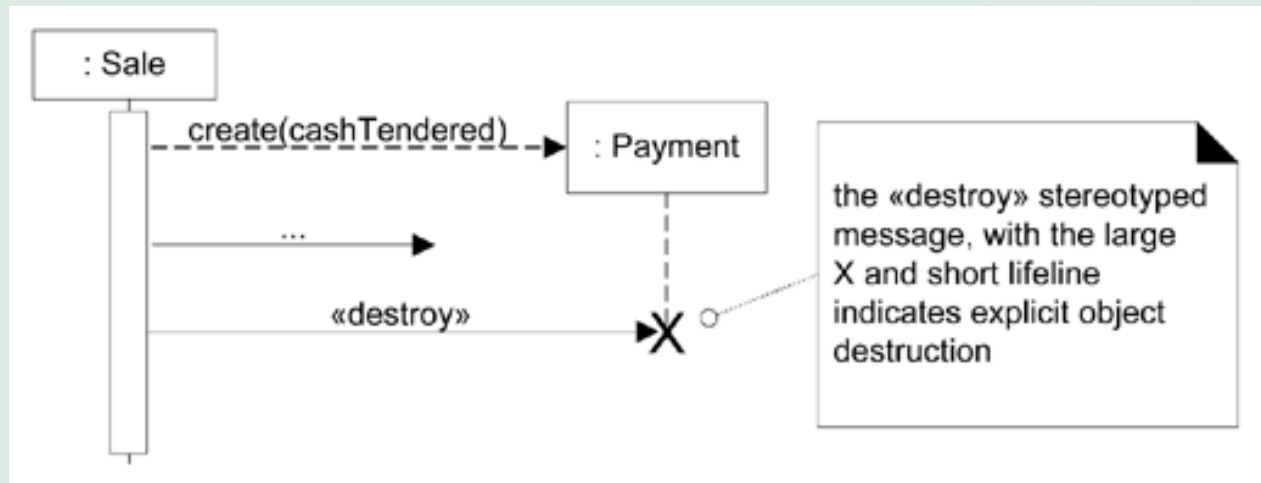 : Sale
create(cashTendered)
: Payment
...
«destroy»
X
the «destroy» stereotyped
message, with the large
X and short lifeline
indicates explicit object
destruction